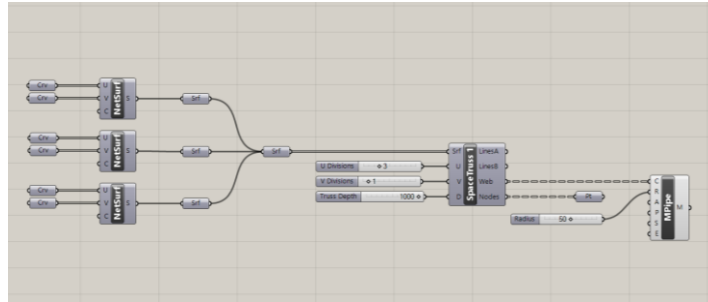 Crv
Crv
U
V
C
NetSurf
S
Srf
Crv
Crv
U
V
C
NetSurf
S
Srf
Srf
Crv
Crv
U
V
C
NetSurf
S
Srf
U Divisions 3
V Divisions 1
Truss Depth 1000
Srf
U
V
D
SpaceTruss 1
LinesA
LinesB
Web
Nodes
Pt
Radius 50
C
R
A
P
S
E
MPipe
M